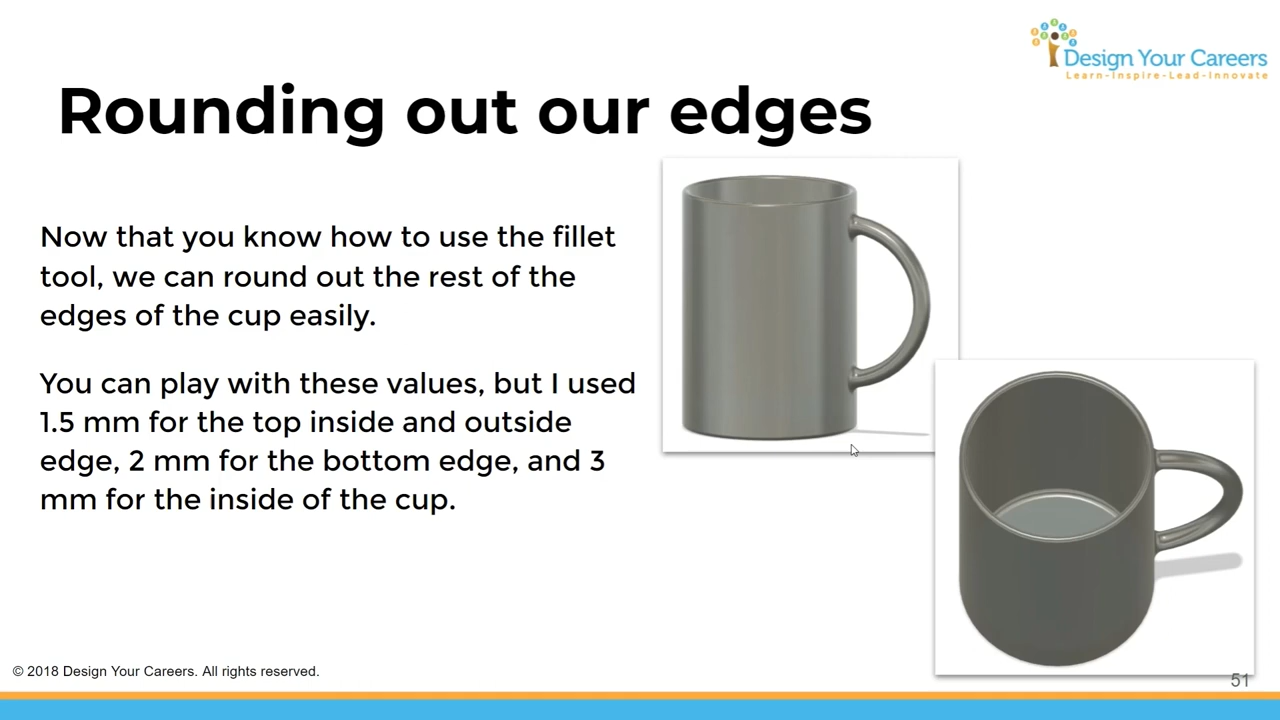 Design Your Careers
Learn-Inspire-Lead-Innovate
Rounding out our edges
Now that you know how to use the fillet
tool, we can round out the rest of the
edges of the cup easily.
You can play with these values, but I used
1.5 mm for the top inside and outside
edge, 2 mm for the bottom edge, and 3
mm for the inside of the cup.
© 2018 Design Your Careers. All rights reserved.
51